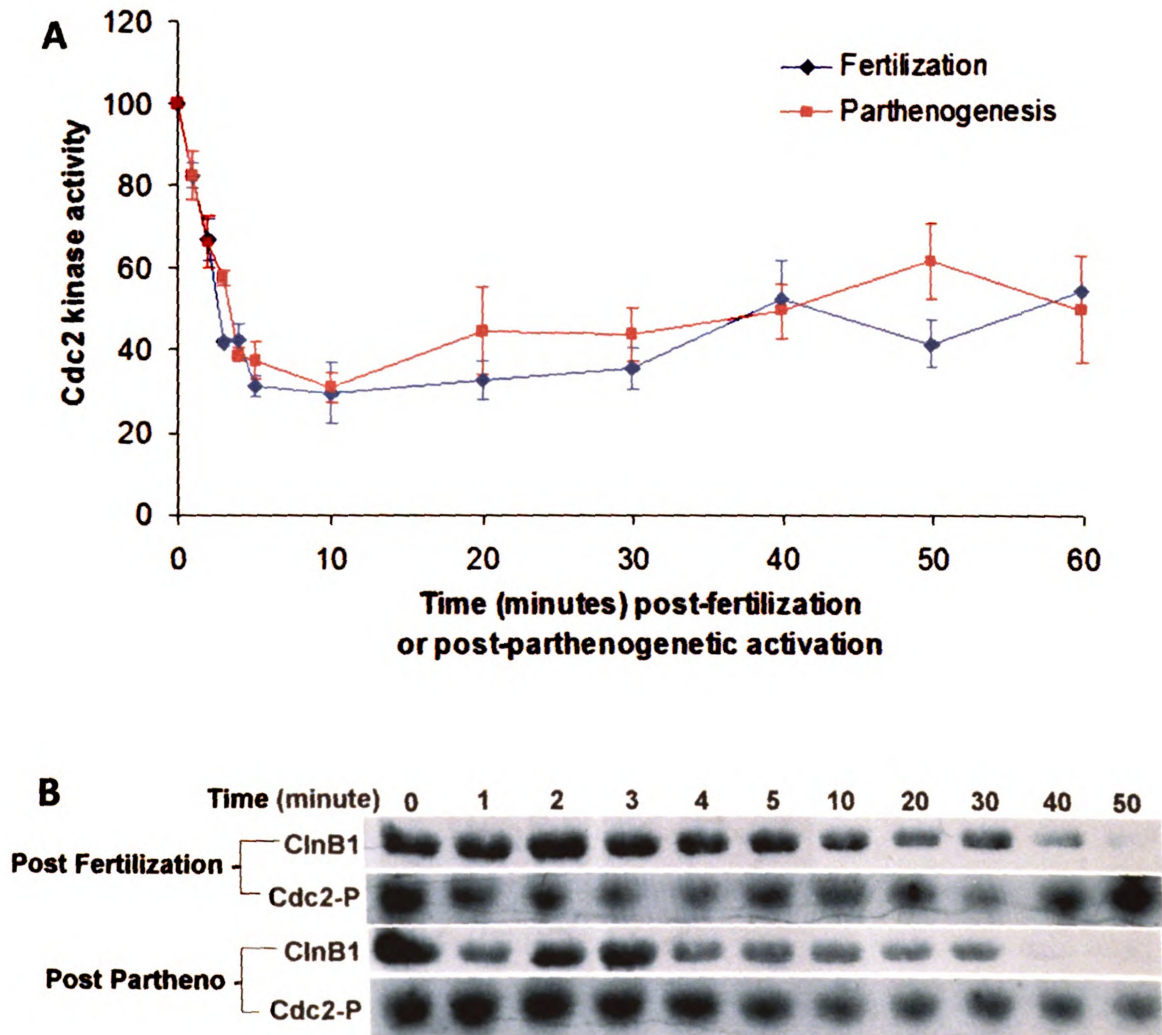 A
120
100
80
60
40
20
0
Cdc2 kinase activity
Fertilization
Parthenogenesis
0 10 20 30 40 50 60
Time (minutes) post-fertilization
or post-parthenogenetic activation
B
Time (minute) 0 1 2 3 4 5 10 20 30 40 50
Post Fertilization
ClnB1
Cdc2-P
Post Partheno
ClnB1
Cdc2-P